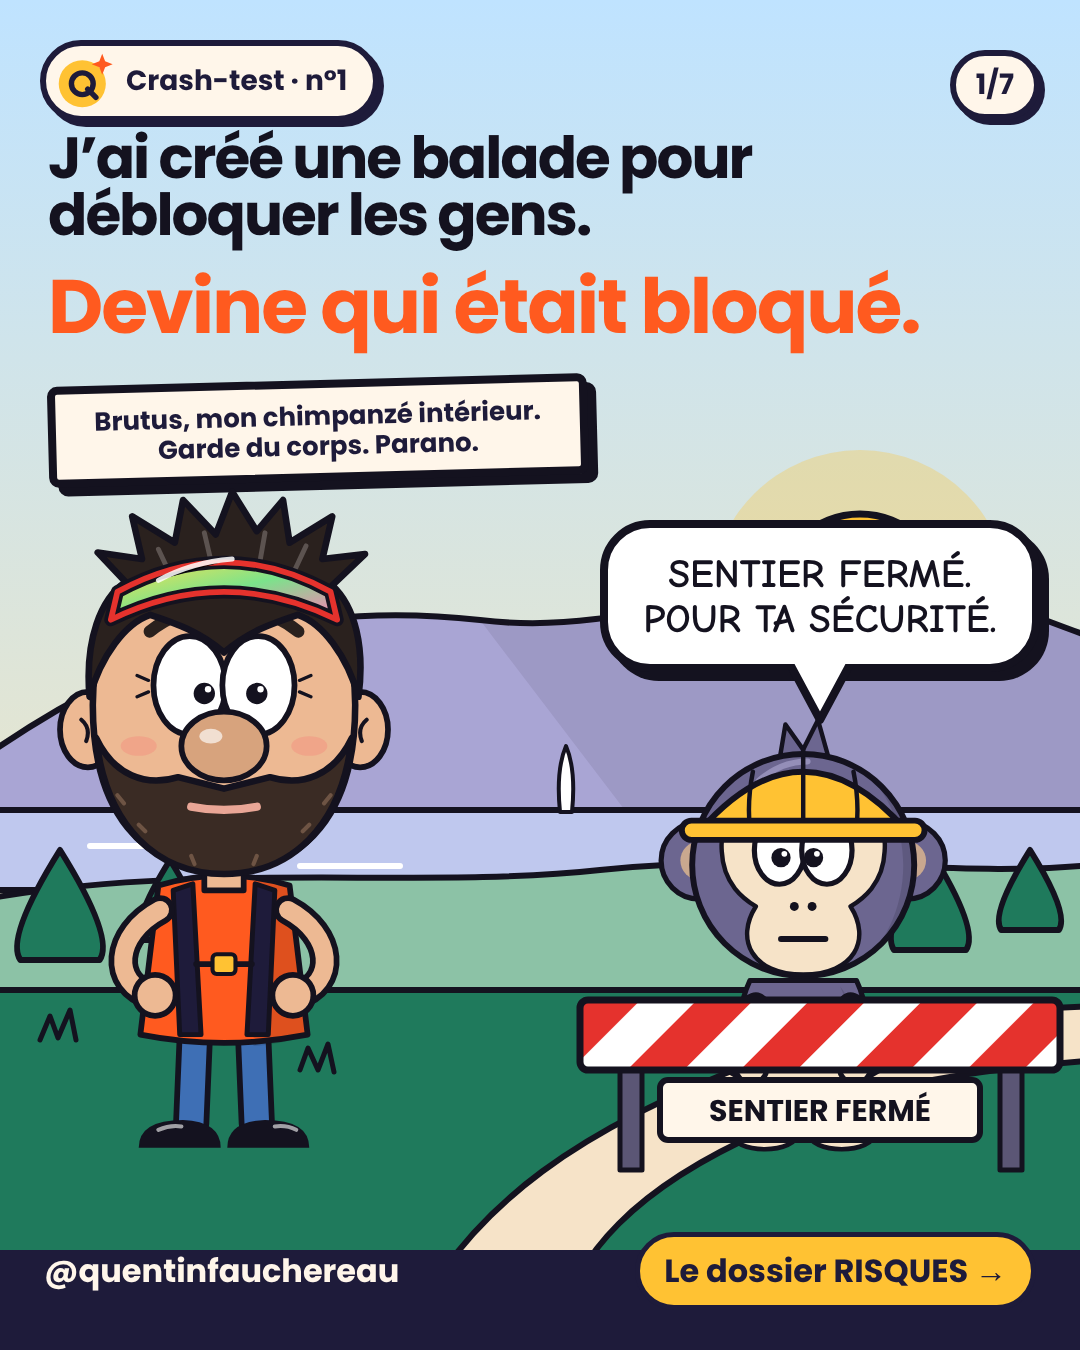 Q
Crash-test · n°1
1/7
J’ai créé une balade pour
débloquer les gens.
Devine qui était bloqué.
Brutus, mon chimpanzé intérieur.
Garde du corps. Parano.
SENTIER FERMÉ.
POUR TA SÉCURITÉ.
SENTIER FERMÉ
@quentinfauchereau
Le dossier RISQUES →